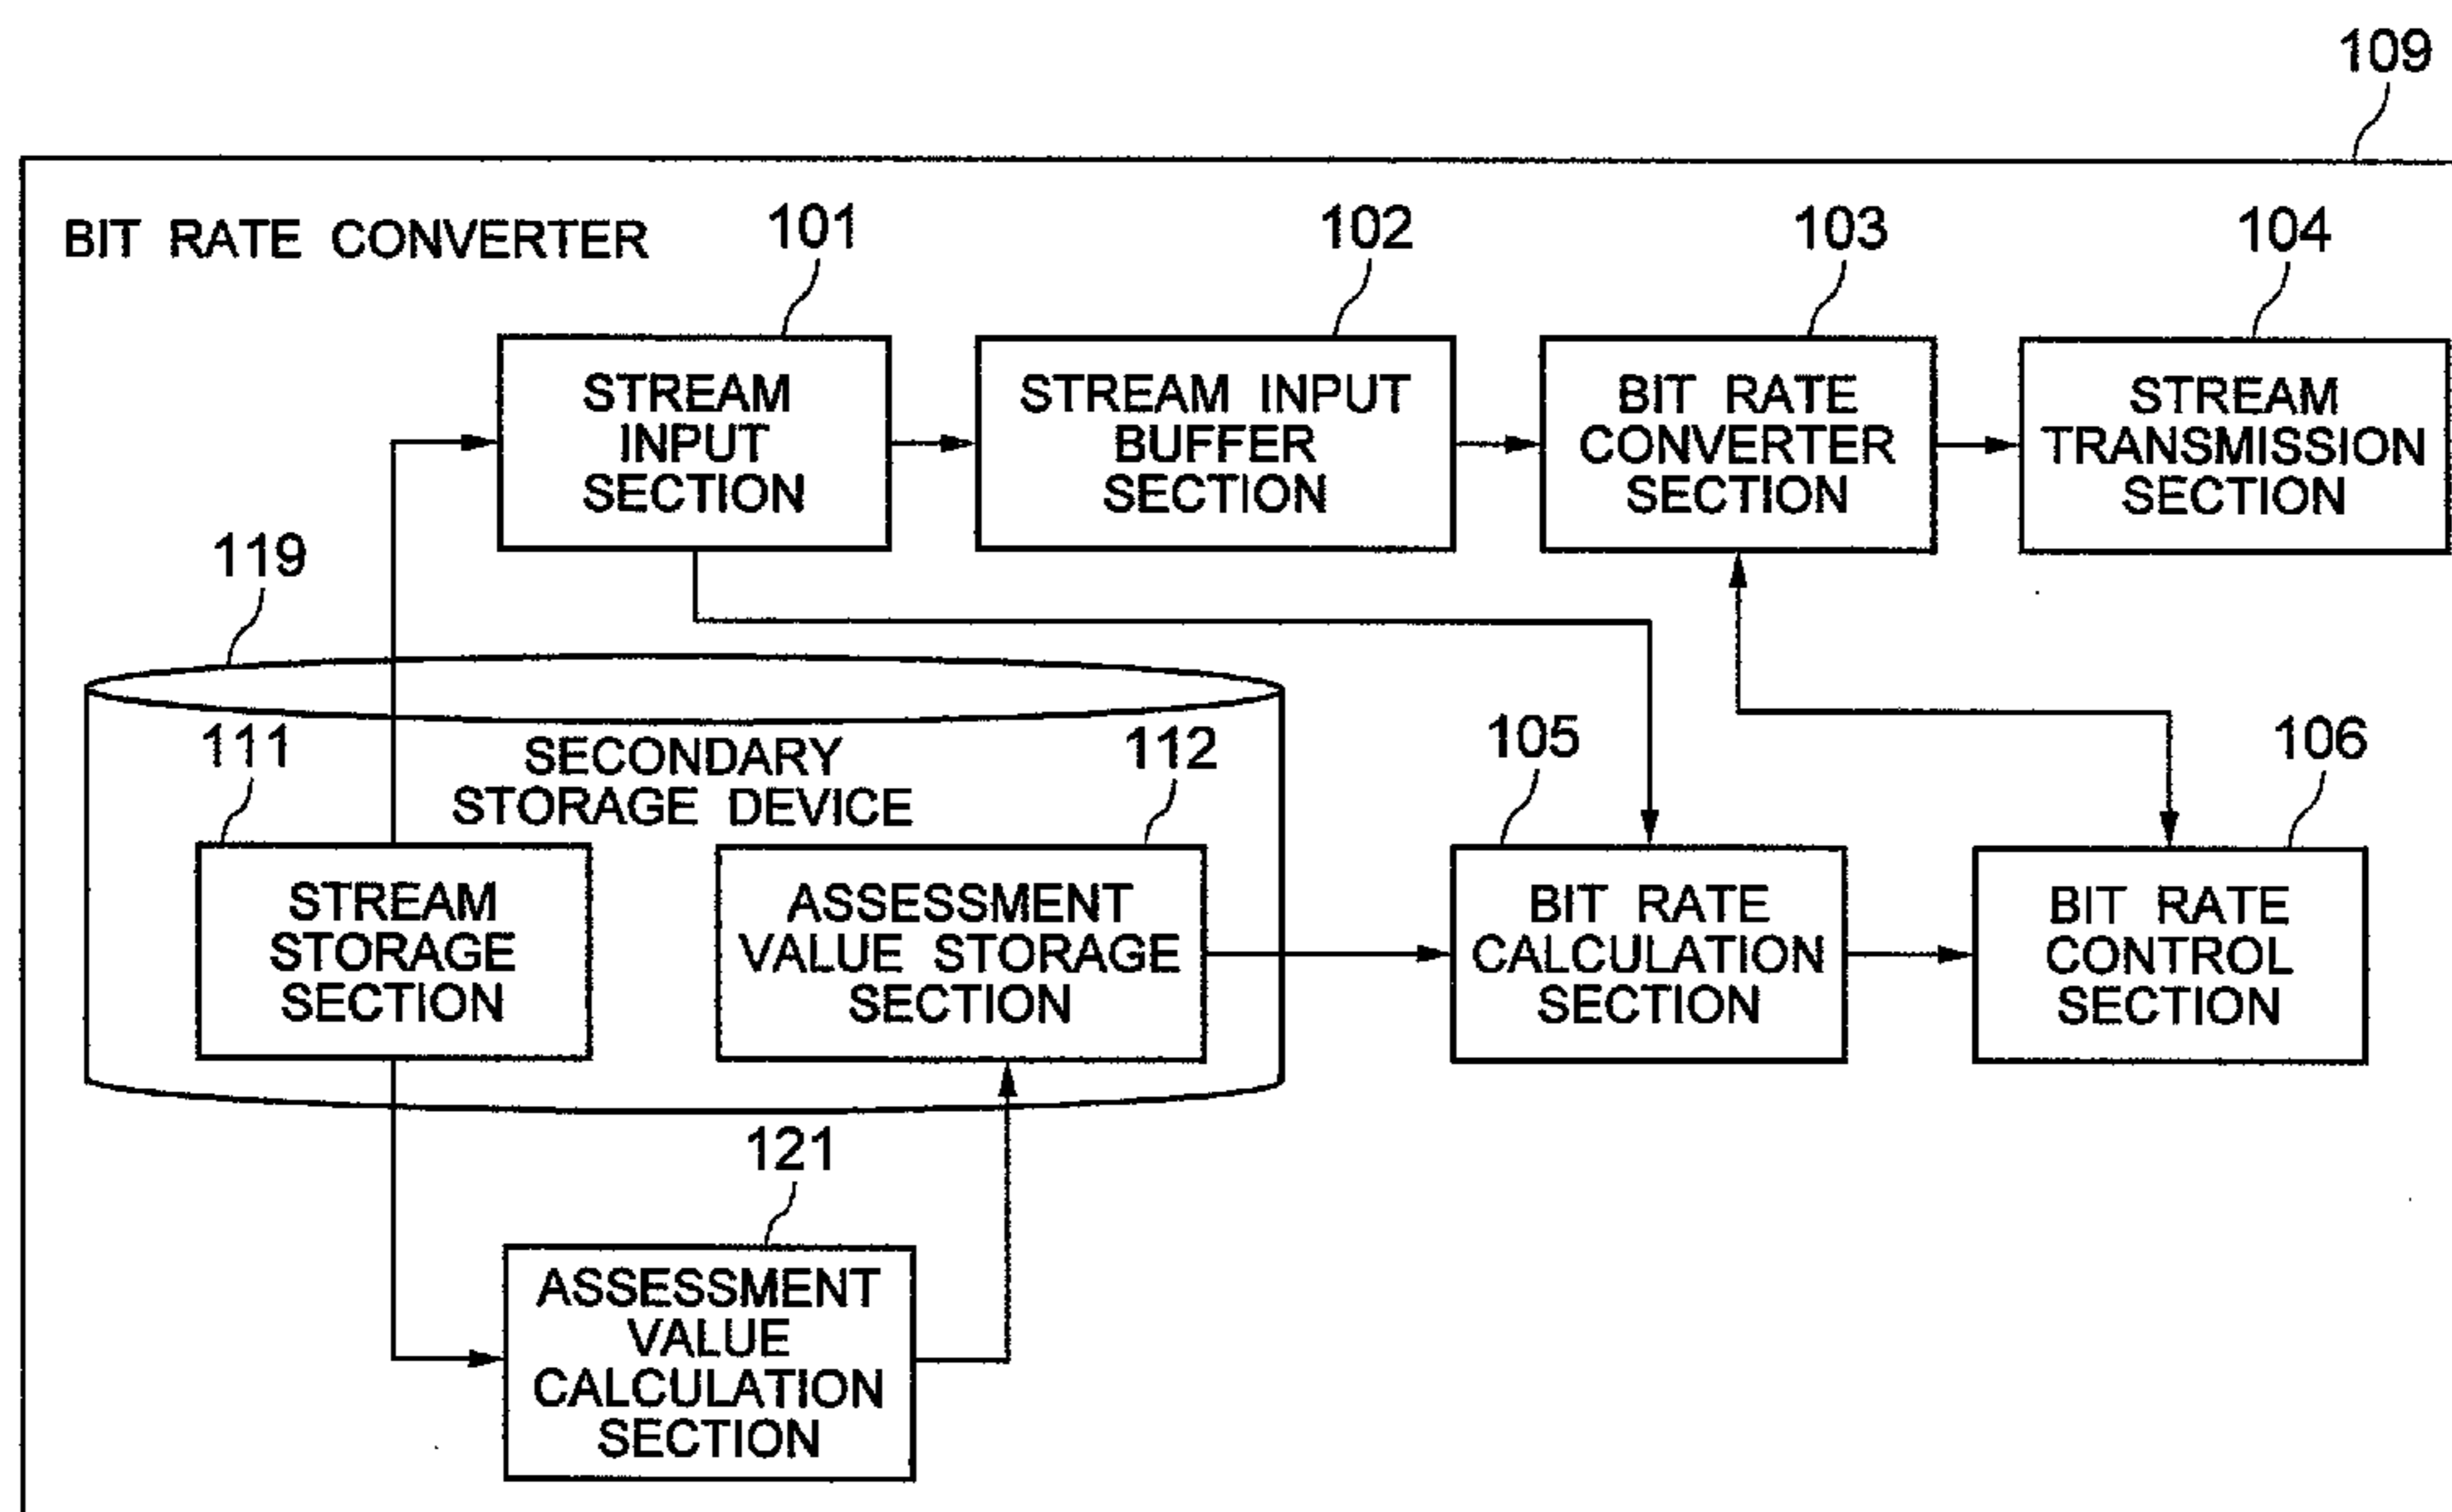 109
BIT RATE CONVERTER
101
102
103
104
STREAM
INPUT
SECTION
STREAM INPUT
BUFFER
SECTION
BIT RATE
CONVERTER
SECTION
STREAM
TRANSMISSION
SECTION
119
111
SECONDARY
STORAGE DEVICE
112
105
106
STREAM
STORAGE
SECTION
ASSESSMENT
VALUE STORAGE
SECTION
BIT RATE
CALCULATION
SECTION
BIT RATE
CONTROL
SECTION
121
ASSESSMENT
VALUE
CALCULATION
SECTION